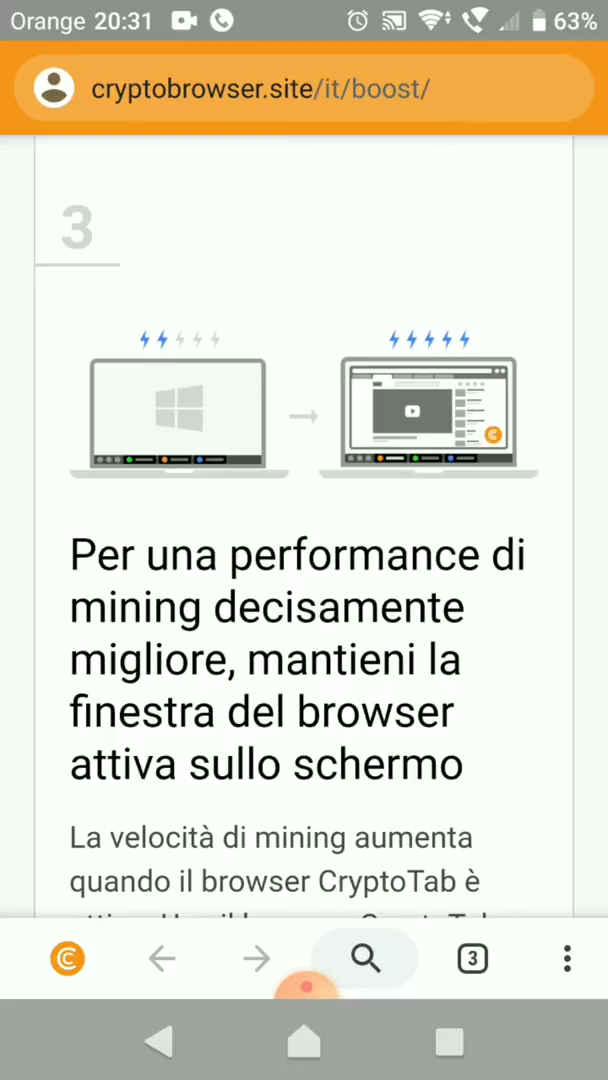 Orange 20:31
63%
cryptobrowser.site/it/boost/
3
Per una performance di
mining decisamente
migliore, mantieni la
finestra del browser
attiva sullo schermo
La velocità di mining aumenta
quando il browser CryptoTab è
3